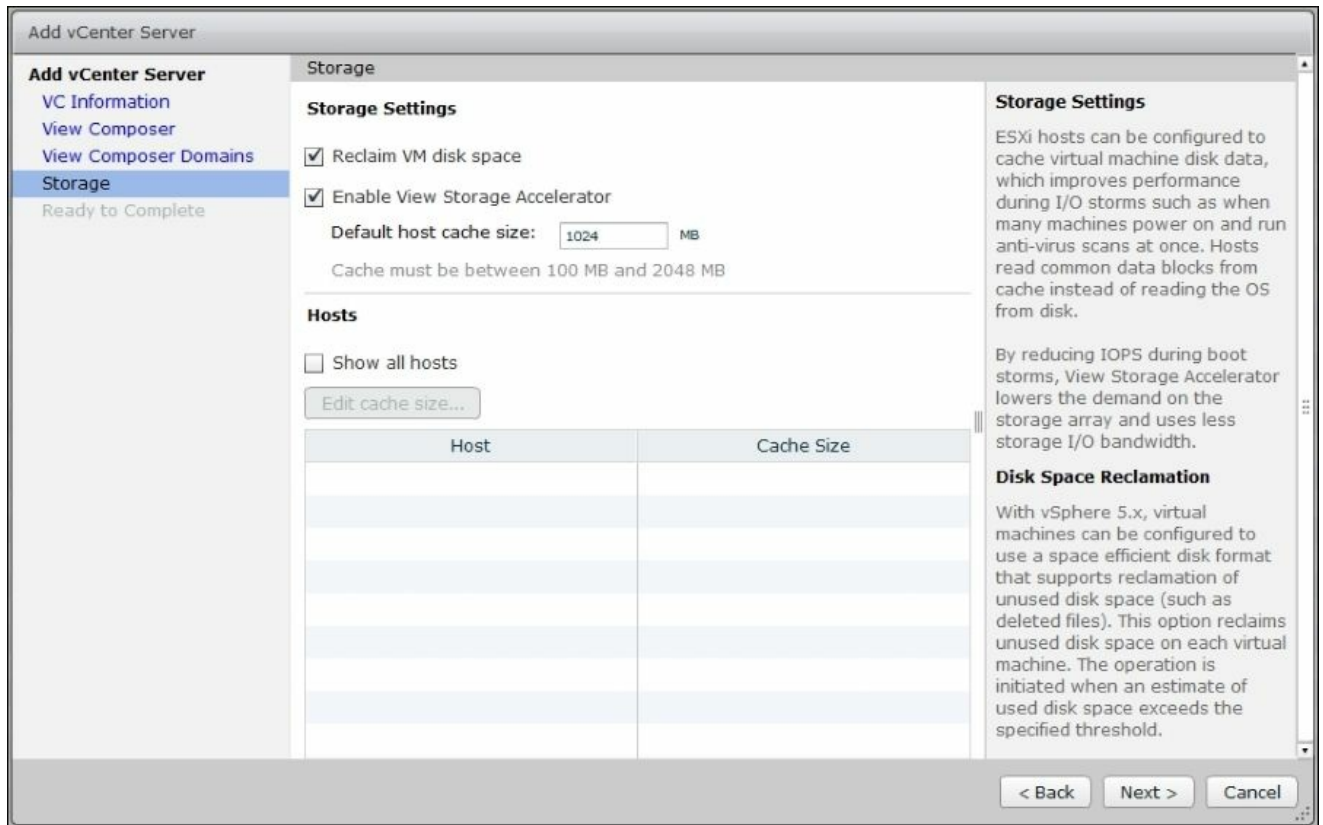 Add vCenter Server
Add vCenter Server
VC Information
View Composer
View Composer Domains
Storage
Ready to Complete
Storage
Storage Settings
Reclaim VM disk space
Enable View Storage Accelerator
Default host cache size: 1024 MB
Cache must be between 100 MB and 2048 MB
Hosts
Show all hosts
Edit cache size...
Host Cache Size
Storage Settings
ESXi hosts can be configured to
cache virtual machine disk data,
which improves performance
during I/O storms such as when
many machines power on and run
anti-virus scans at once. Hosts
read common data blocks from
cache instead of reading the OS
from disk.
By reducing IOPS during boot
storms, View Storage Accelerator
lowers the demand on the
storage array and uses less
storage I/O bandwidth.
Disk Space Reclamation
With vSphere 5.x, virtual
machines can be configured to
use a space efficient disk format
that supports reclamation of
unused disk space (such as
deleted files). This option reclaims
unused disk space on each virtual
machine. The operation is
initiated when an estimate of
used disk space exceeds the
specified threshold.
< Back Next > Cancel